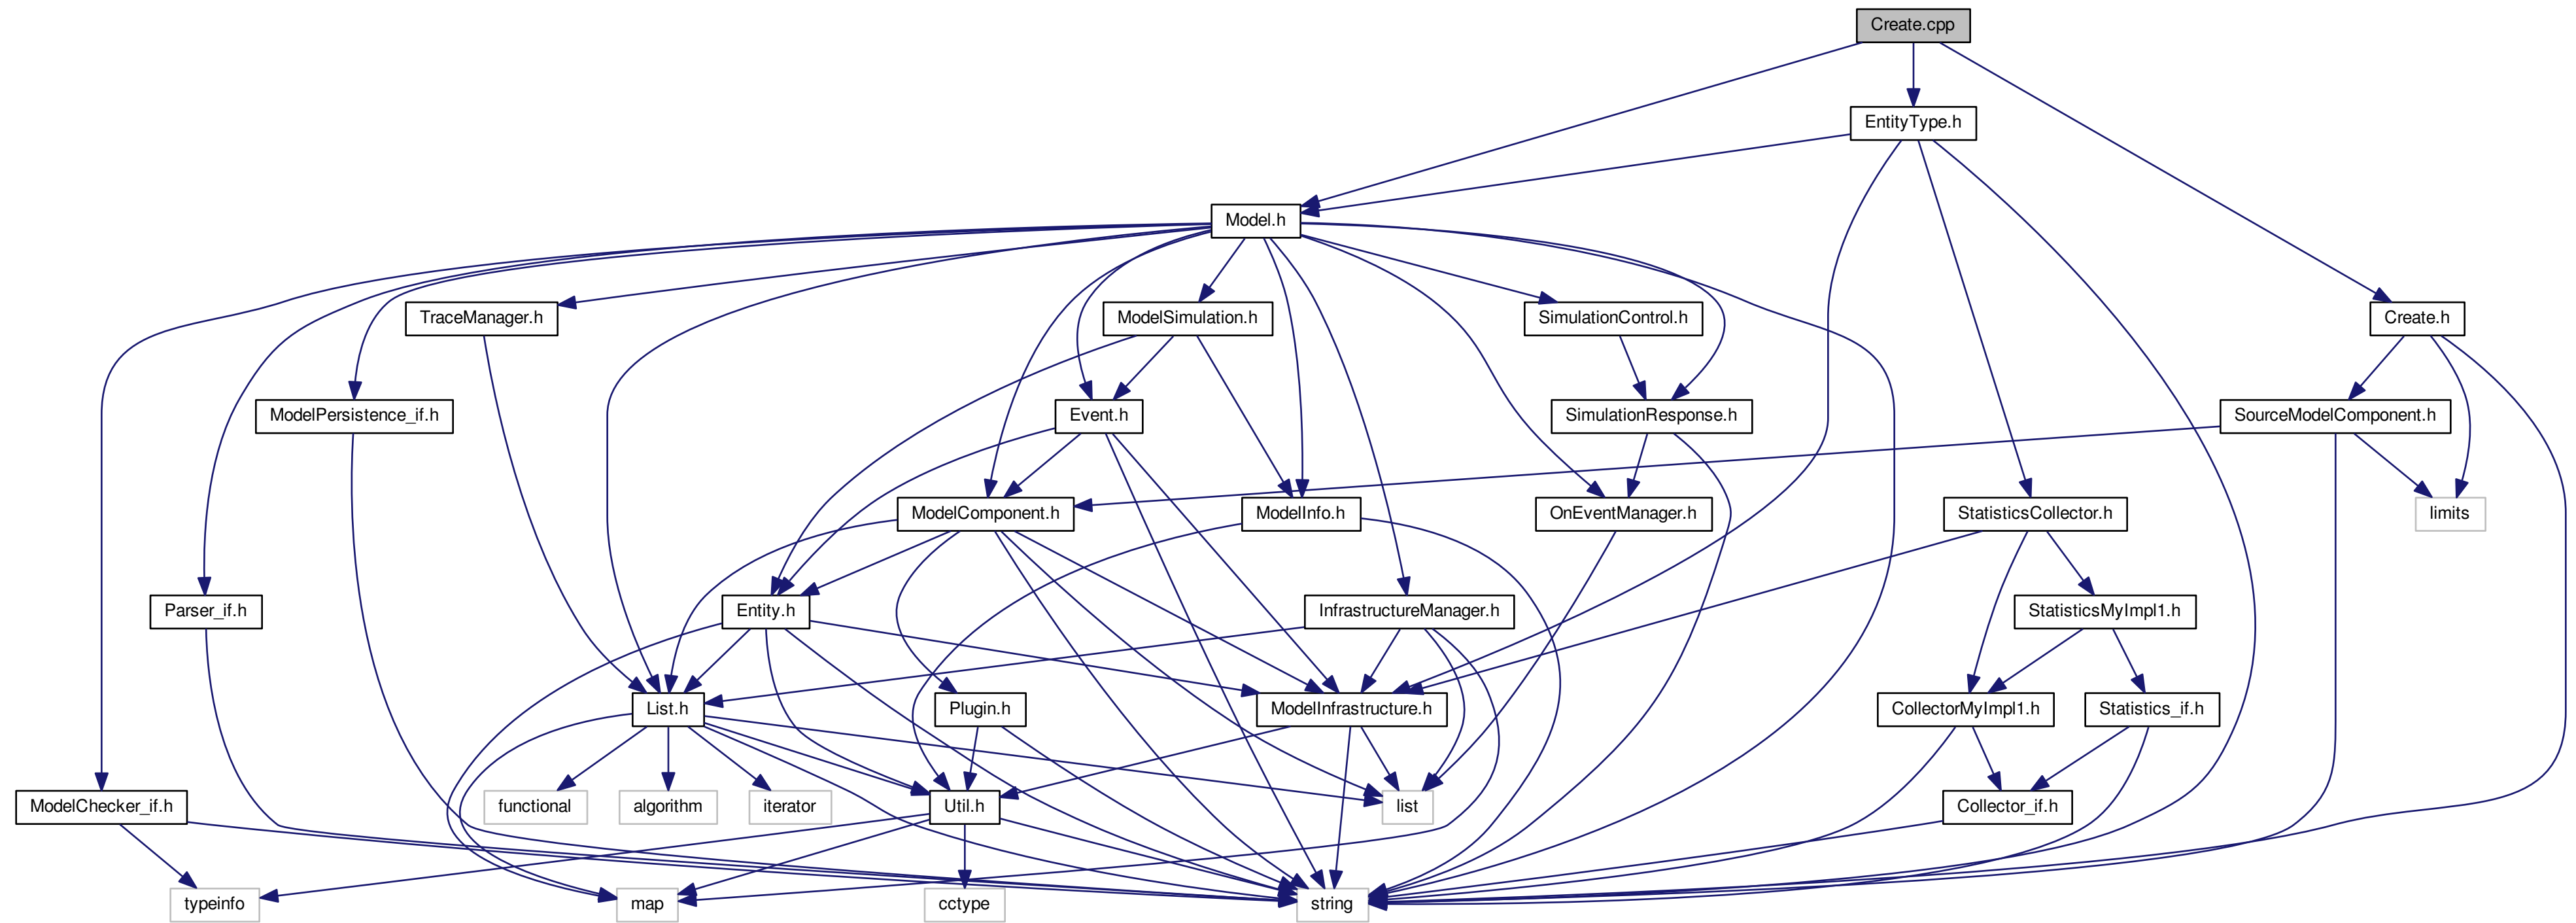 Create.cpp
EntityType.h
Model.h
TraceManager.h
ModelSimulation.h
SimulationControl.h
Create.h
ModelPersistence_if.h
Event.h
SimulationResponse.h
SourceModelComponent.h
ModelComponent.h
ModelInfo.h
OnEventManager.h
StatisticsCollector.h
limits
Parser_if.h
Entity.h
InfrastructureManager.h
StatisticsMyImpl1.h
List.h
Plugin.h
ModelInfrastructure.h
CollectorMyImpl1.h
Statistics_if.h
ModelChecker_if.h
functional
algorithm
iterator
Util.h
list
Collector_if.h
typeinfo
map
cctype
string